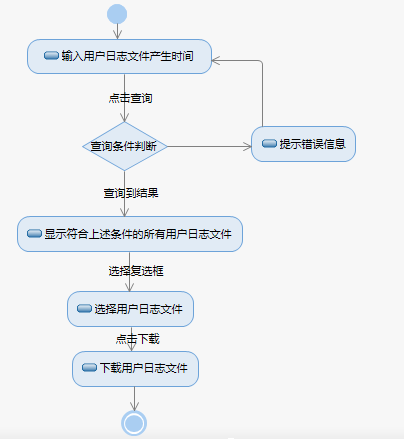 输入用户日志文件产生时间
点击查询
查询条件判断
提示错误信息
查询到结果
显示符合上述条件的所有用户日志文件
选择复选框
选择用户日志文件
点击下载
下载用户日志文件